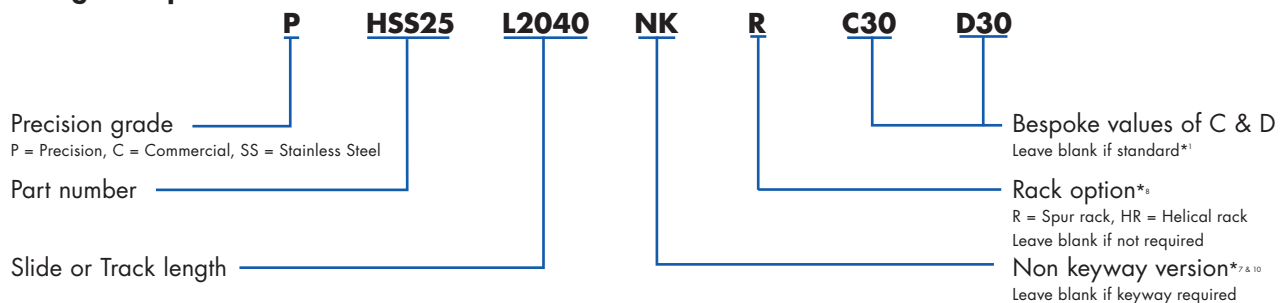 P HSS25 L2040 NK R C30 D30
Precision grade
P = Precision, C = Commercial, SS = Stainless Steel
Part number
Slide or Track length
Bespoke values of C & D
Leave blank if standard*1
Rack option*8
R = Spur rack, HR = Helical rack
Leave blank if not required
Non keyway version*7 & 10
Leave blank if keyway required